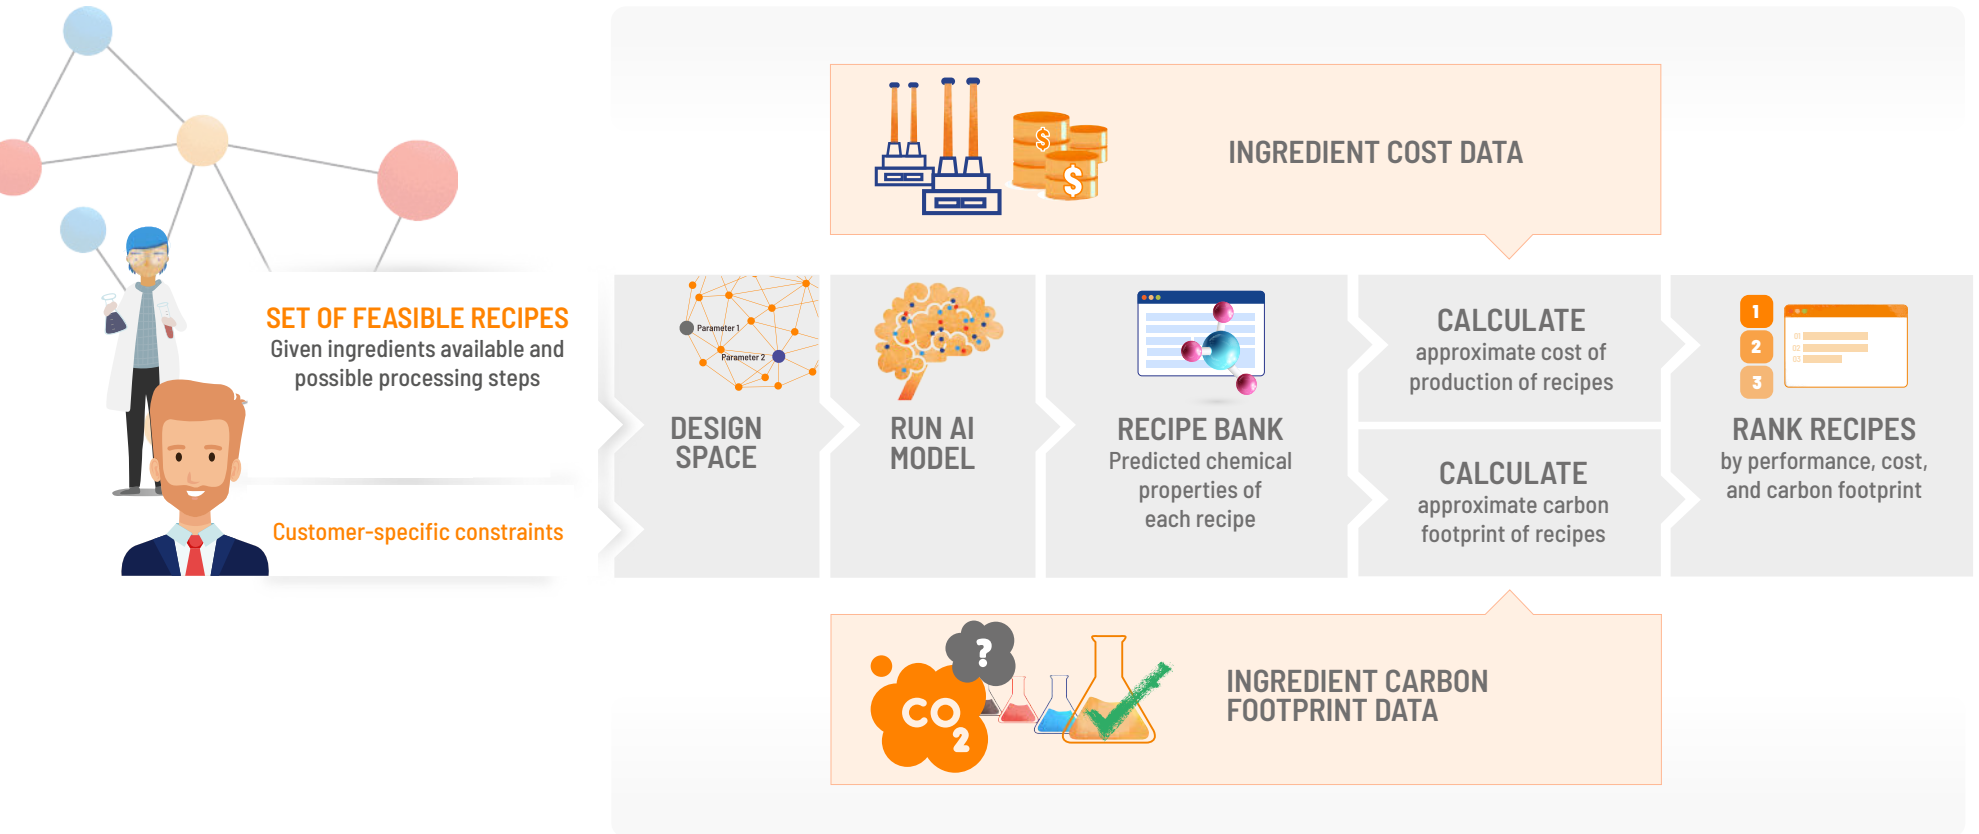 SET OF FEASIBLE RECIPES
Given ingredients available and
possible processing steps
Customer-specific constraints
Parameter 1
Parameter 2
DESIGN
SPACE
RUN AI
MODEL
RECIPE BANK
Predicted chemical
properties of
each recipe
$
$
INGREDIENT COST DATA
CALCULATE
approximate cost of
production of recipes
CALCULATE
approximate carbon
footprint of recipes
?
CO
2
INGREDIENT CARBON
FOOTPRINT DATA
1
2
3
RANK RECIPES
by performance, cost,
and carbon footprint